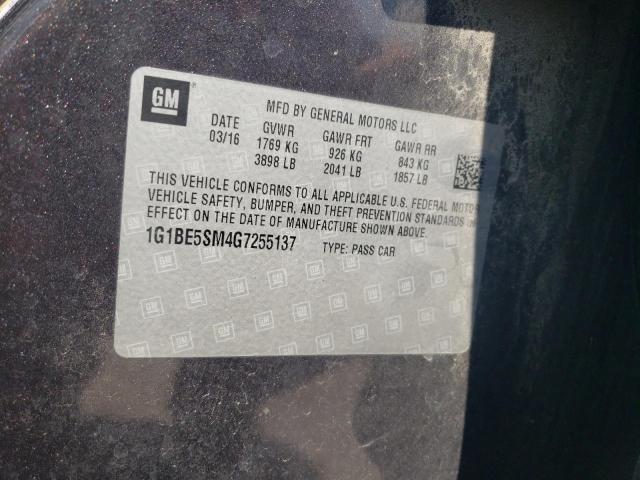 GM
MFD BY GENERAL MOTORS LLC
DATE GVWR GAWR FRT GAWR RR
03/16 1769 KG 926 KG 843 KG
3898 LB 2041 LB 1857 LB
THIS VEHICLE CONFORMS TO ALL APPLICABLE U.S. FEDERAL MOTOR
VEHICLE SAFETY, BUMPER, AND THEFT PREVENTION STANDARDS IN
EFFECT ON THE DATE OF MANUFACTURE SHOWN ABOVE.
1G1BE5SM4G7255137 TYPE: PASS CAR